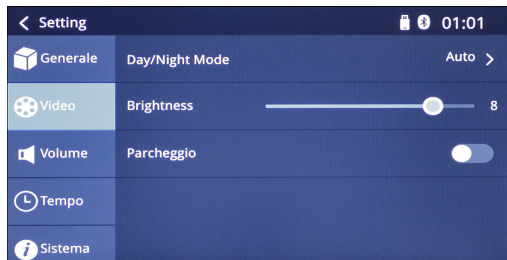 Setting
01:01
Generale
Day/Night Mode
Auto
Video
Brightness
8
Volume
Parcheggio
Tempo
Sistema